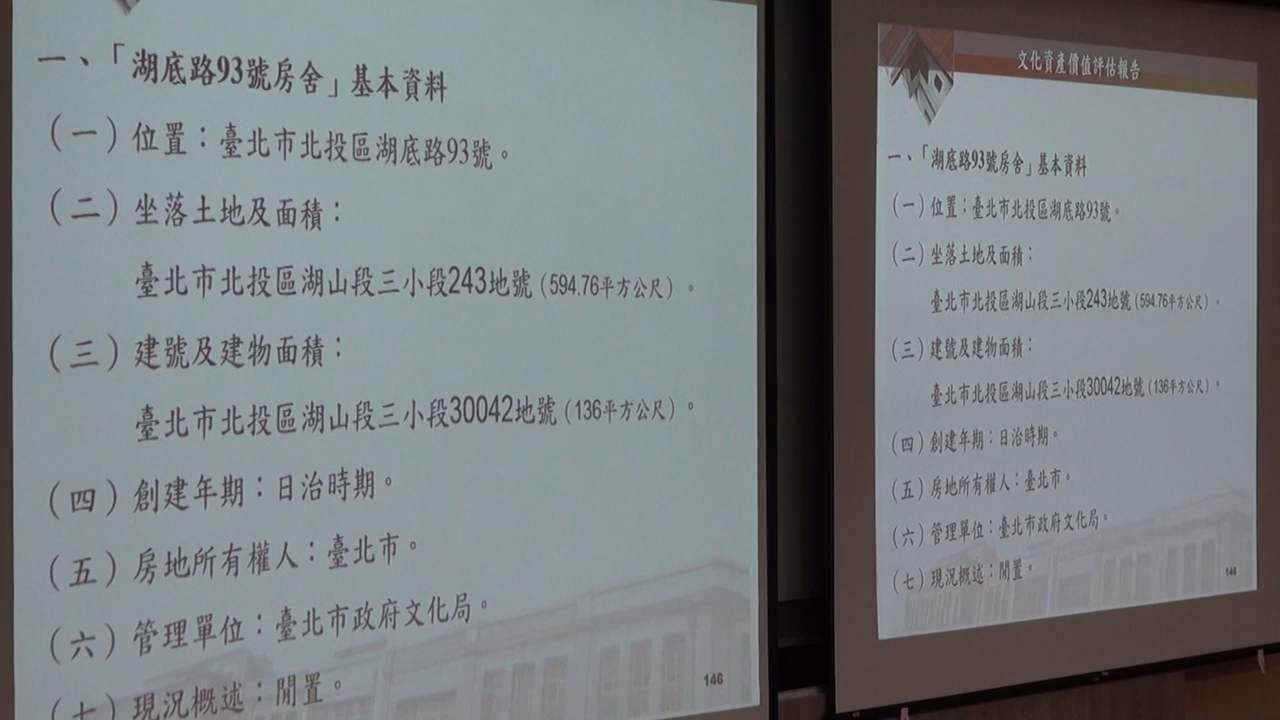 一、「湖底路93號房舍」基本資料
（一）位置：臺北市北投區湖底路93號。
（二）坐落土地及面積：
臺北市北投區湖山段三小段243地號（594.76平方公尺）。
（三）建號及建物面積：
臺北市北投區湖山段三小段30042地號（136平方公尺）。
（四）創建年期：日治時期。
（五）房地所有權人：臺北市。
（六）管理單位：臺北市政府文化局。
（七）現況概述：閒置。
146
文化資產價值評估報告
一、「湖底路93號房舍」基本資料
（一）位置：臺北市北投區湖底路93號。
（二）坐落土地及面積：
臺北市北投區湖山段三小段243地號（594.76平方公尺）。
（三）建號及建物面積：
臺北市北投區湖山段三小段30042地號（136平方公尺）。
（四）創建年期：日治時期。
（五）房地所有權人：臺北市。
（六）管理單位：臺北市政府文化局。
（七）現況概述：閒置。
146